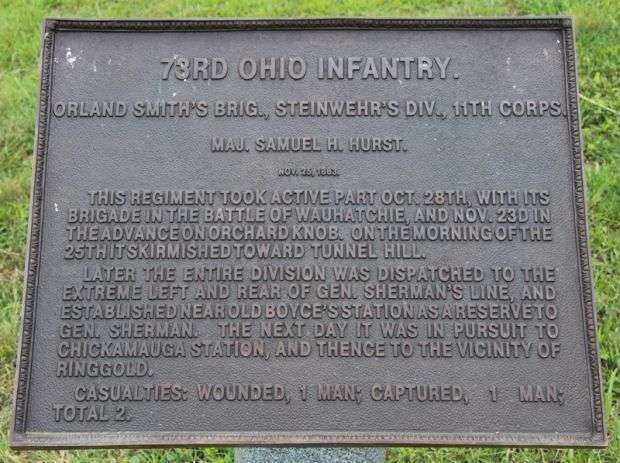 73RD OHIO INFANTRY.
ORLAND SMITH'S BRIG., STEINWEHR'S DIV., 11TH CORPS.
MAJ. SAMUEL H. HURST.
NOV. 25, 1863.
THIS REGIMENT TOOK ACTIVE PART OCT. 28TH, WITH ITS
BRIGADE IN THE BATTLE OF WAUHATCHIE, AND NOV. 23D IN
THE ADVANCE ON ORCHARD KNOB. ON THE MORNING OF THE
25TH IT SKIRMISHED TOWARD TUNNEL HILL.
LATER THE ENTIRE DIVISION WAS DISPATCHED TO THE
EXTREME LEFT AND REAR OF GEN. SHERMAN'S LINE, AND
ESTABLISHED NEAR OLD BOYCE'S STATION AS A RESERVE TO
GEN. SHERMAN. THE NEXT DAY IT WAS IN PURSUIT TO
CHICKAMAUGA STATION, AND THENCE TO THE VICINITY OF
RINGGOLD.
CASUALTIES: WOUNDED, 1 MAN; CAPTURED, 1 MAN;
TOTAL 2.